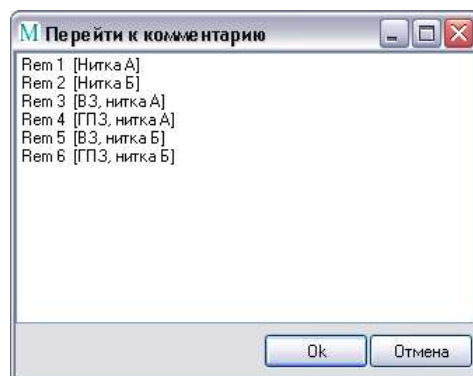 M Перейти к комментарию
Rem 1 [Нитка А]
Rem 2 [Нитка Б]
Rem 3 [ВЗ, нитка А]
Rem 4 [ГПЗ, нитка А]
Rem 5 [ВЗ, нитка Б]
Rem 6 [ГПЗ, нитка Б]
Ok Отмена